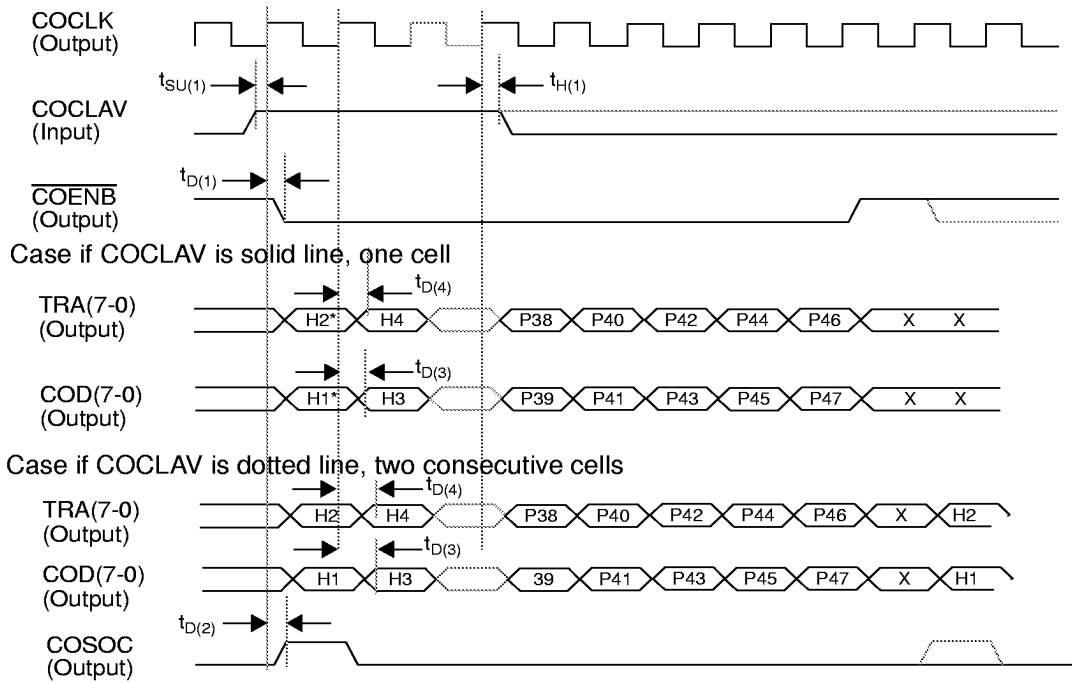 COCLK
(Output)
tSU(1)
tH(1)
COCLAV
(Input)
tD(1)
COENB
(Output)
Case if COCLAV is solid line, one cell
tD(4)
TRA(7-0)
(Output)
H2* H4 P38 P40 P42 P44 P46 X X
tD(3)
COD(7-0)
(Output)
H1* H3 P39 P41 P43 P45 P47 X X
Case if COCLAV is dotted line, two consecutive cells
tD(4)
TRA(7-0)
(Output)
H2 H4 P38 P40 P42 P44 P46 X H2
tD(3)
COD(7-0)
(Output)
H1 H3 39 P41 P43 P45 P47 X H1
tD(2)
COSOC
(Output)